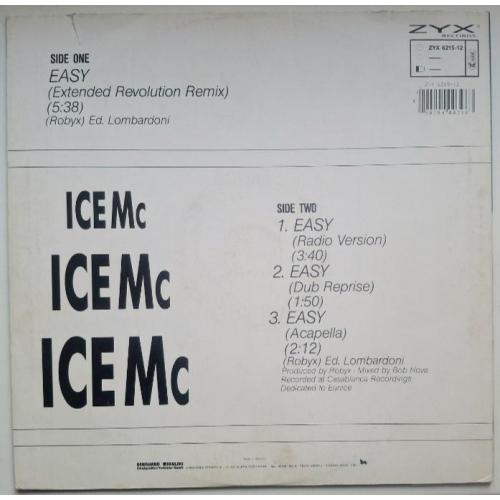 ZYX
RECORDS
ZYX 6215-12
SIDE ONE
EASY
(Extended Revolution Remix)
(5:38)
(Robyx) Ed. Lombardoni
ICE Mc
ICE Mc
ICE Mc
SIDE TWO
1. EASY
(Radio Version)
(3:40)
2. EASY
(Dub Reprise)
(1:50)
3. EASY
(Acapella)
(2:12)
(Robyx) Ed. Lombardoni
Produced by Robyx - Mixed by Bob Nova
Recorded at Casablanca Recordings
Dedicated to Eunice
BERNHARD MIKULSKI